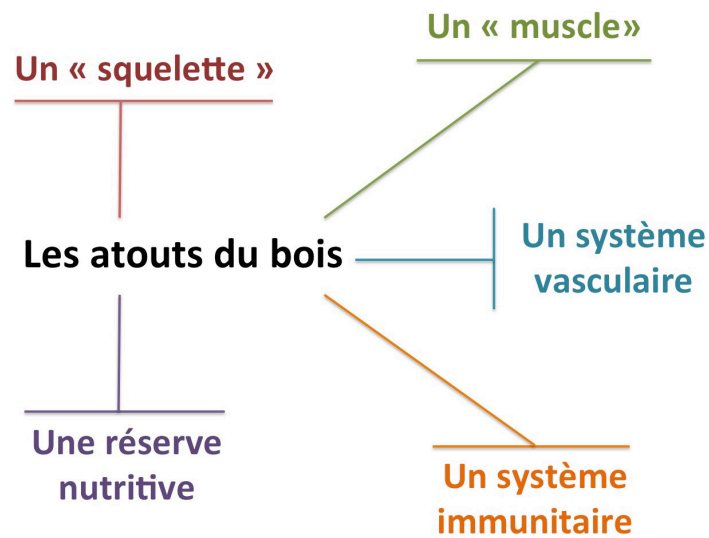 Un « muscle»
Un « squelette »
Un système
vasculaire
Les atouts du bois
Une réserve
nutritive
Un système
immunitaire